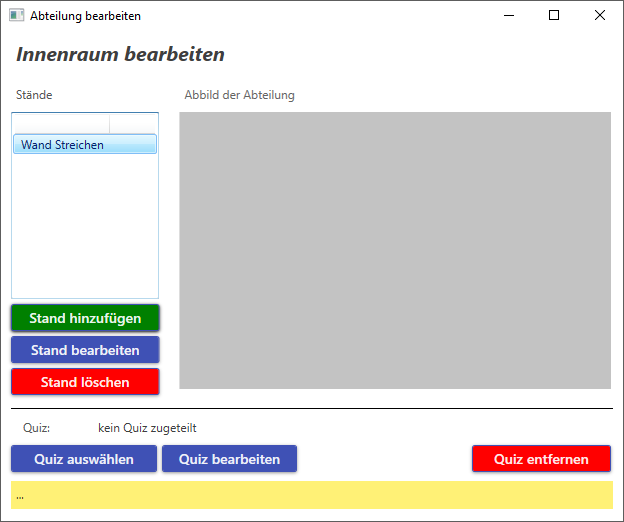 Abteilung bearbeiten
Innenraum bearbeiten
Stände
Abbild der Abteilung
Wand Streichen
Stand hinzufügen
Stand bearbeiten
Stand löschen
Quiz: kein Quiz zugeteilt
Quiz auswählen Quiz bearbeiten Quiz entfernen
...